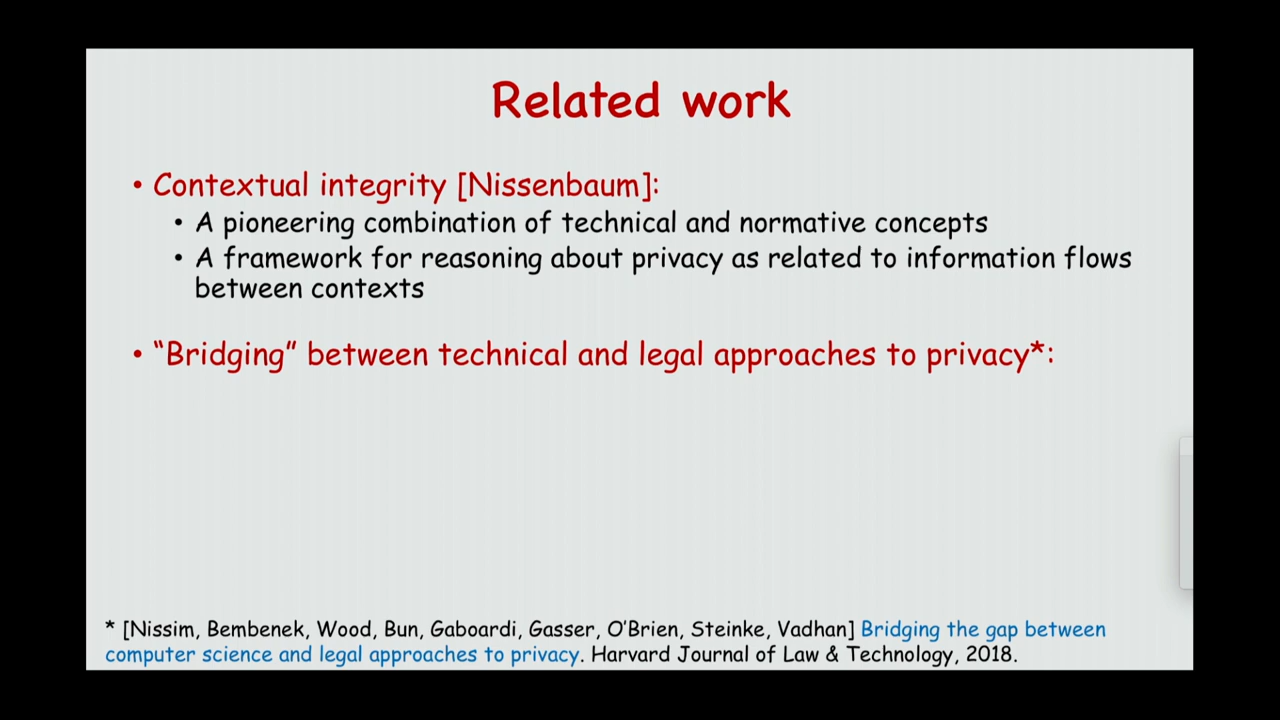 Related work
• Contextual integrity [Nissenbaum]:
• A pioneering combination of technical and normative concepts
• A framework for reasoning about privacy as related to information flows
between contexts
• “Bridging” between technical and legal approaches to privacy*:
* [Nissim, Bembenek, Wood, Bun, Gaboardi, Gasser, O’Brien, Steinke, Vadhan] Bridging the gap between
computer science and legal approaches to privacy. Harvard Journal of Law & Technology, 2018.